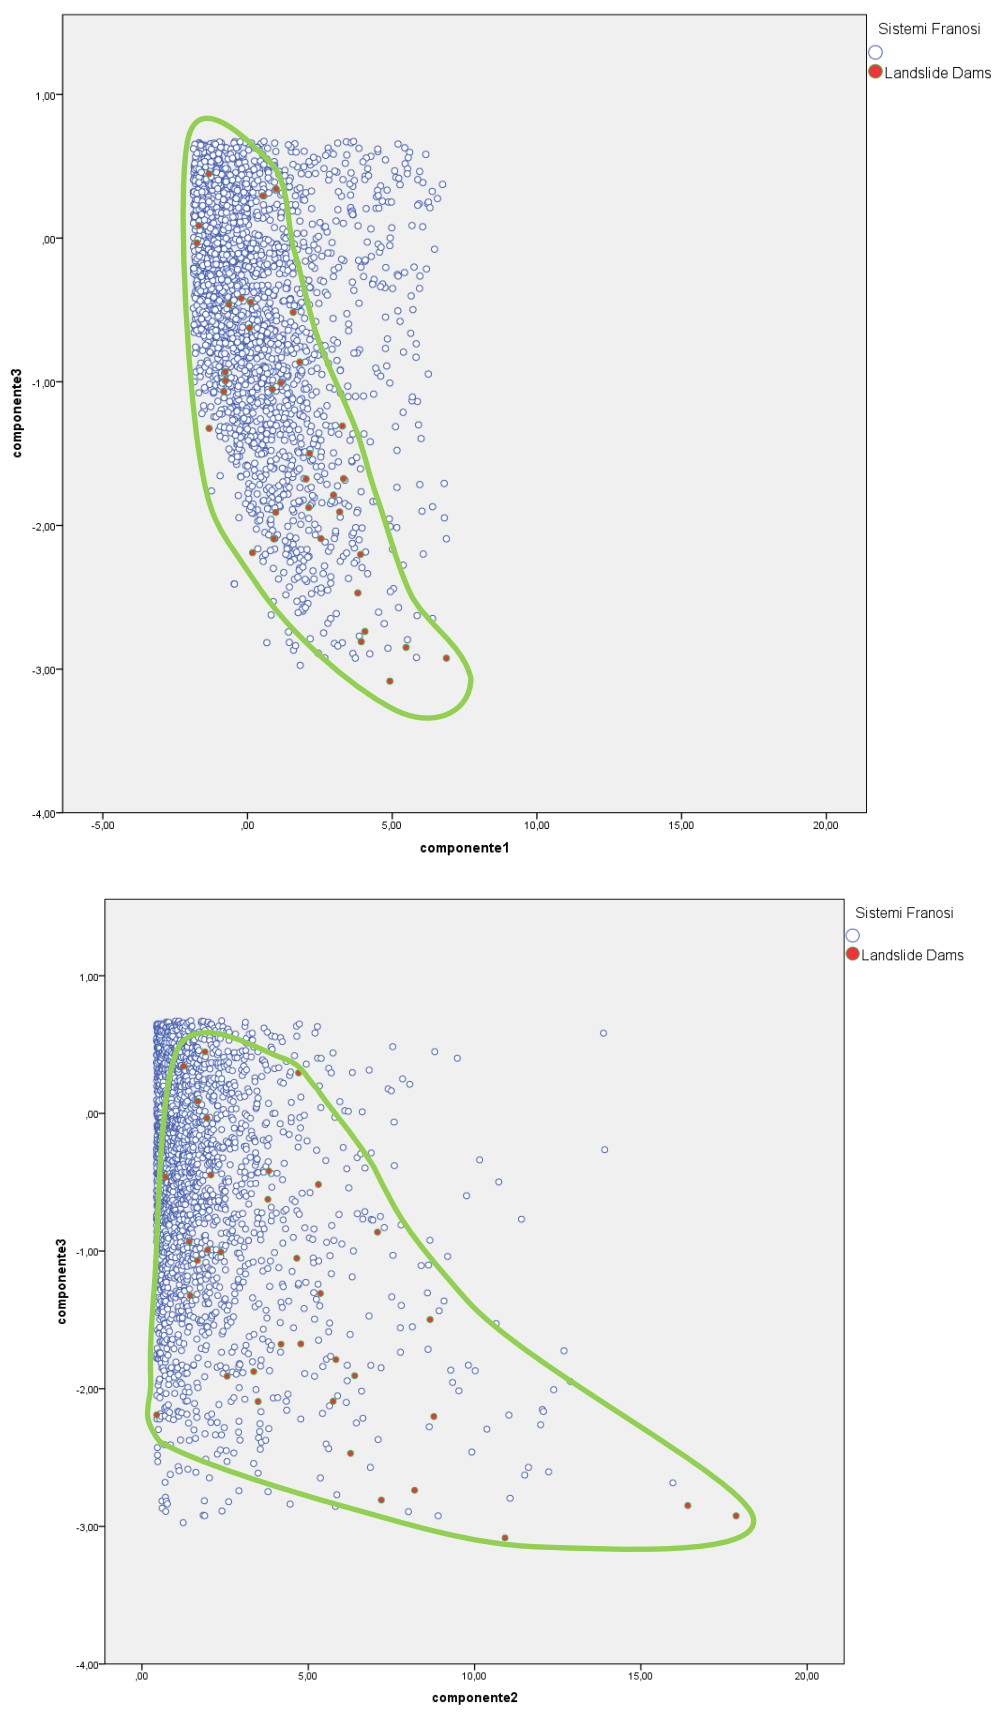 Sistemi Franosi
Landslide Dams
1,00
,00
-1,00
-2,00
-3,00
-4,00
componente3
-5,00 ,00 5,00 10,00 15,00 20,00
componente1
Sistemi Franosi
Landslide Dams
1,00
,00
-1,00
-2,00
-3,00
-4,00
componente3
,00 5,00 10,00 15,00 20,00
componente2